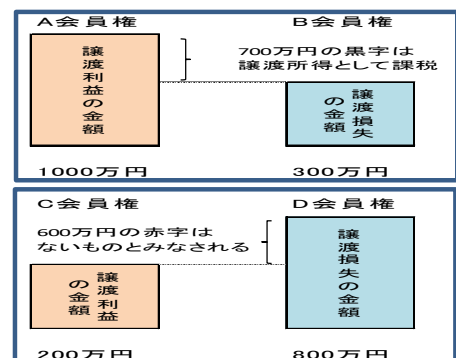 A会員権
B会員権
700万円の黒字は
譲渡所得として課税
譲渡利益の金額
譲渡損失
の金額
1000万円
300万円
C会員権
D会員権
600万円の赤字は
ないものとみなされる
譲渡利益
の金額
譲渡損失の金額
200万円
800万円